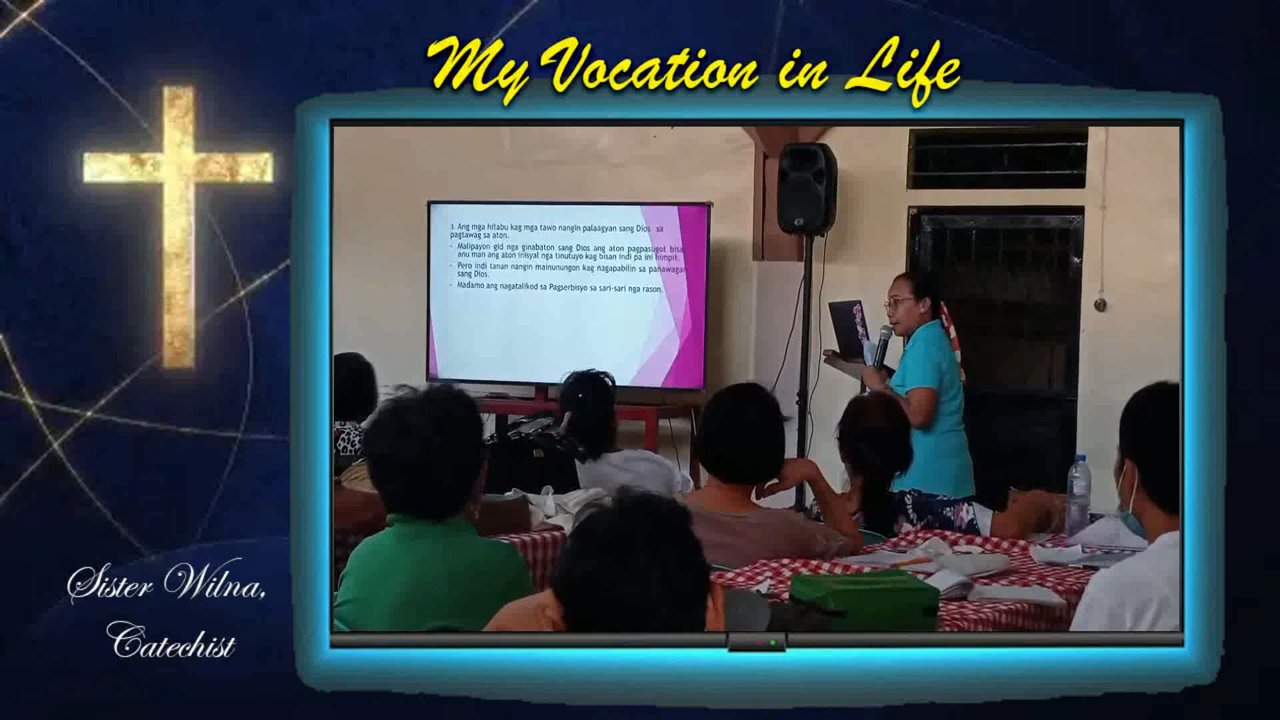 My Vocation in Life
3 Ang mga hitabu kag mga tawo nangin palaagyan sang Dios sa
pagtawag sa aton.
- Malipayon gid nga ginabaton sang Dios ang aton pagpasugot bisan
anu man ang aton inisyal nga tinutuyo kag bisan indi pa ini himpit.
- Pero indi tanan nangin mainunungon kag nagapabilin sa panawagan
sang Dios.
- Madamo ang nagatalikod sa Pagserbisyo sa sari-sari nga rason.
Sister Wilna,
Catechist